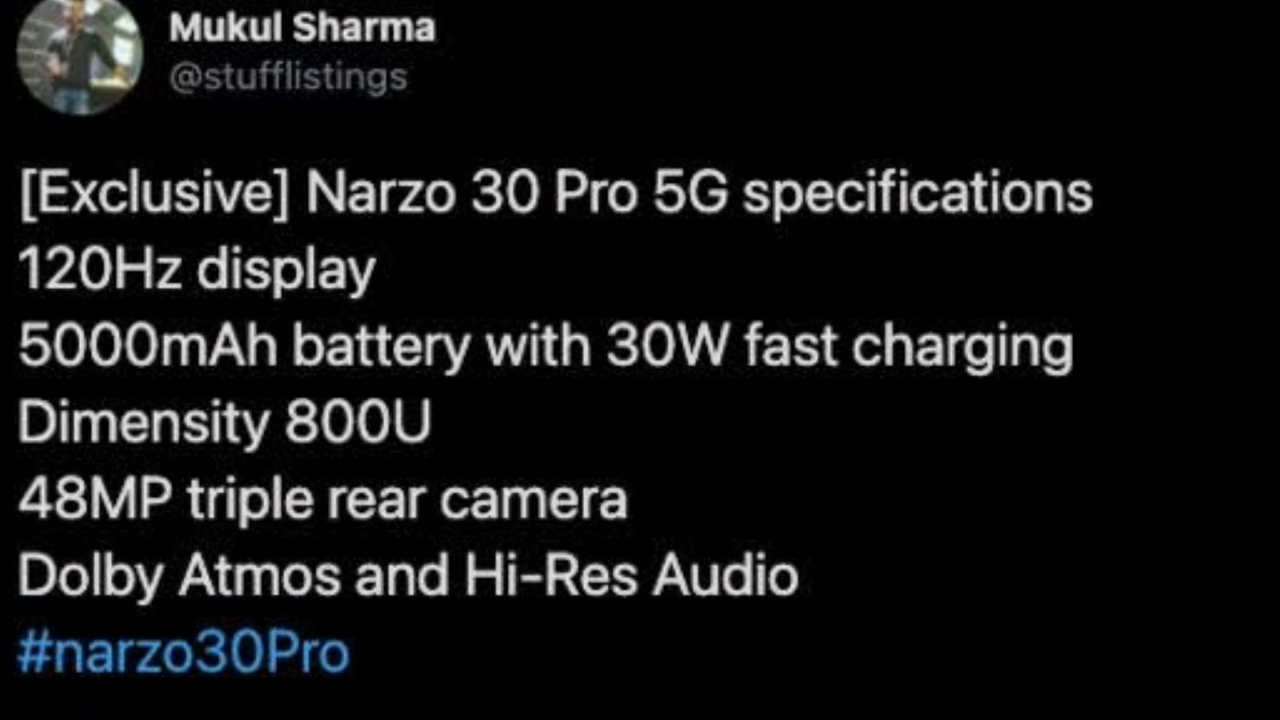 Mukul Sharma
@stufflistings
[Exclusive] Narzo 30 Pro 5G specifications
120Hz display
5000mAh battery with 30W fast charging
Dimensity 800U
48MP triple rear camera
Dolby Atmos and Hi-Res Audio
#narzo30Pro